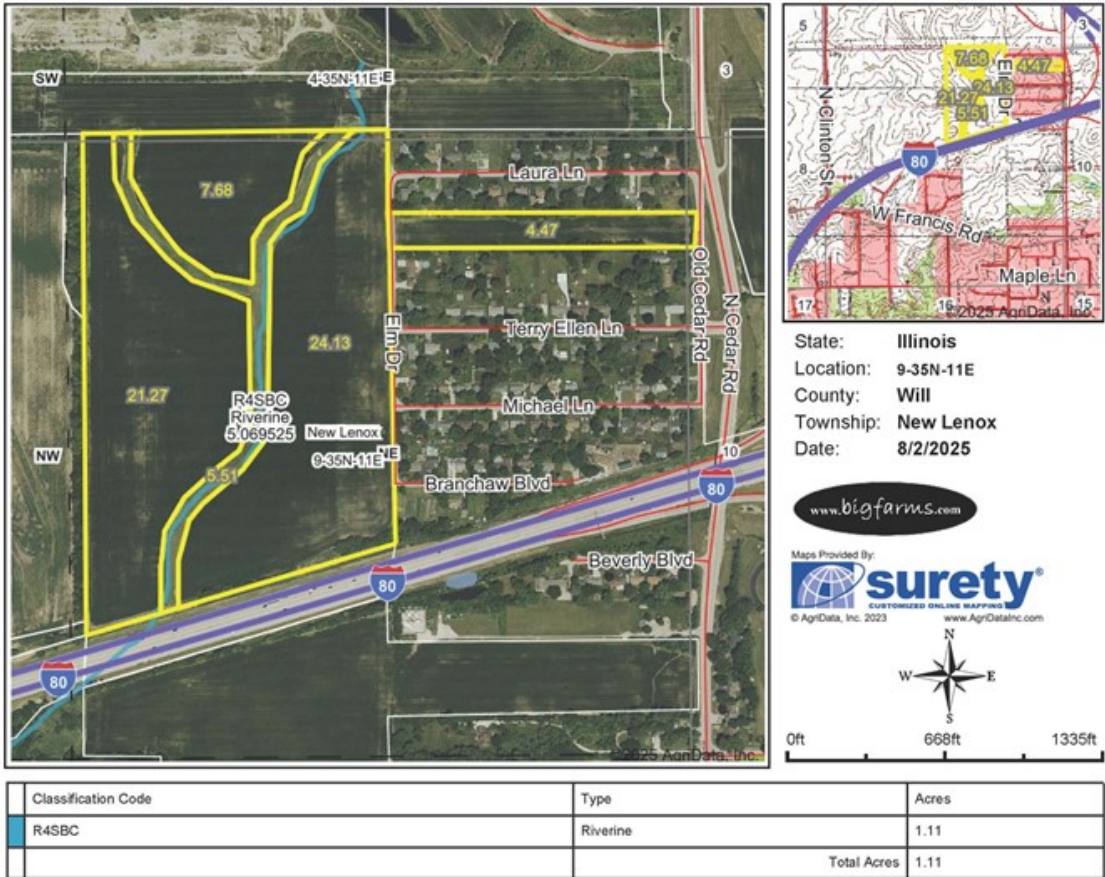 SW
4-35N-11E
SE
3
7.68
Laura Ln
4.47
Old Cedar Rd
N Cedar Rd
Elm Dr
Terry Ellen Ln
24.13
21.27
R4SBC
Riverine
5.069525
New Lenox
Michael Ln
NW
9-35N-11E
NE
10
5.51
Branchaw Blvd
80
Beverly Blvd
80
80
© 2025 AgriData, Inc.
5
3
7.68
Elm Dr
4.47
24.13
21.27
5.51
N Clinton St
80
8
10
W Francis Rd
Maple Ln
N
17
16
15
© 2025 AgriData, Inc.
State: Illinois
Location: 9-35N-11E
County: Will
Township: New Lenox
Date: 8/2/2025
www.bigfarms.com
Maps Provided By:
surety®
CUSTOMIZED ONLINE MAPPING
© AgriData, Inc. 2023 www.AgriDataInc.com
N
W E
S
0ft 668ft 1335ft
Classification Code Type Acres
R4SBC Riverine 1.11
Total Acres 1.11